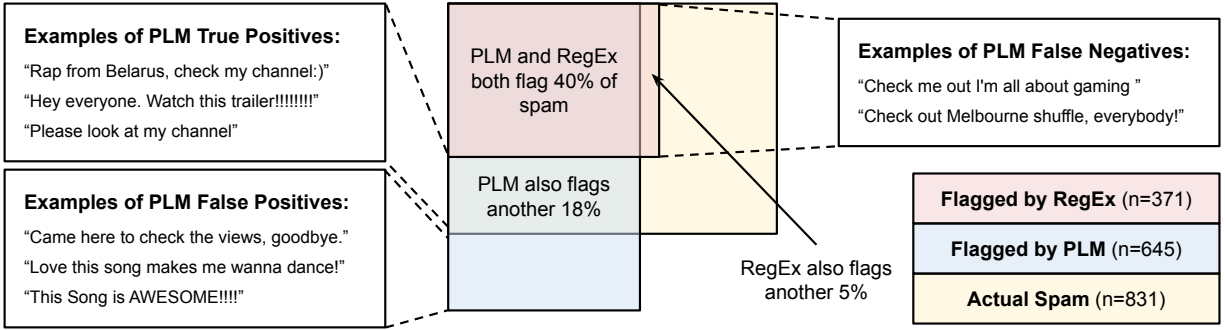 Examples of PLM True Positives:
“Rap from Belarus, check my channel:)”
“Hey everyone. Watch this trailer!!!!!!!!”
“Please look at my channel”
Examples of PLM False Positives:
“Came here to check the views, goodbye.”
“Love this song makes me wanna dance!”
“This Song is AWESOME!!!!”
PLM and RegEx
both flag 40% of
spam
PLM also flags
another 18%
RegEx also flags
another 5%
Examples of PLM False Negatives:
“Check me out I'm all about gaming ”
“Check out Melbourne shuffle, everybody!”
Flagged by RegEx (n=371)
Flagged by PLM (n=645)
Actual Spam (n=831)